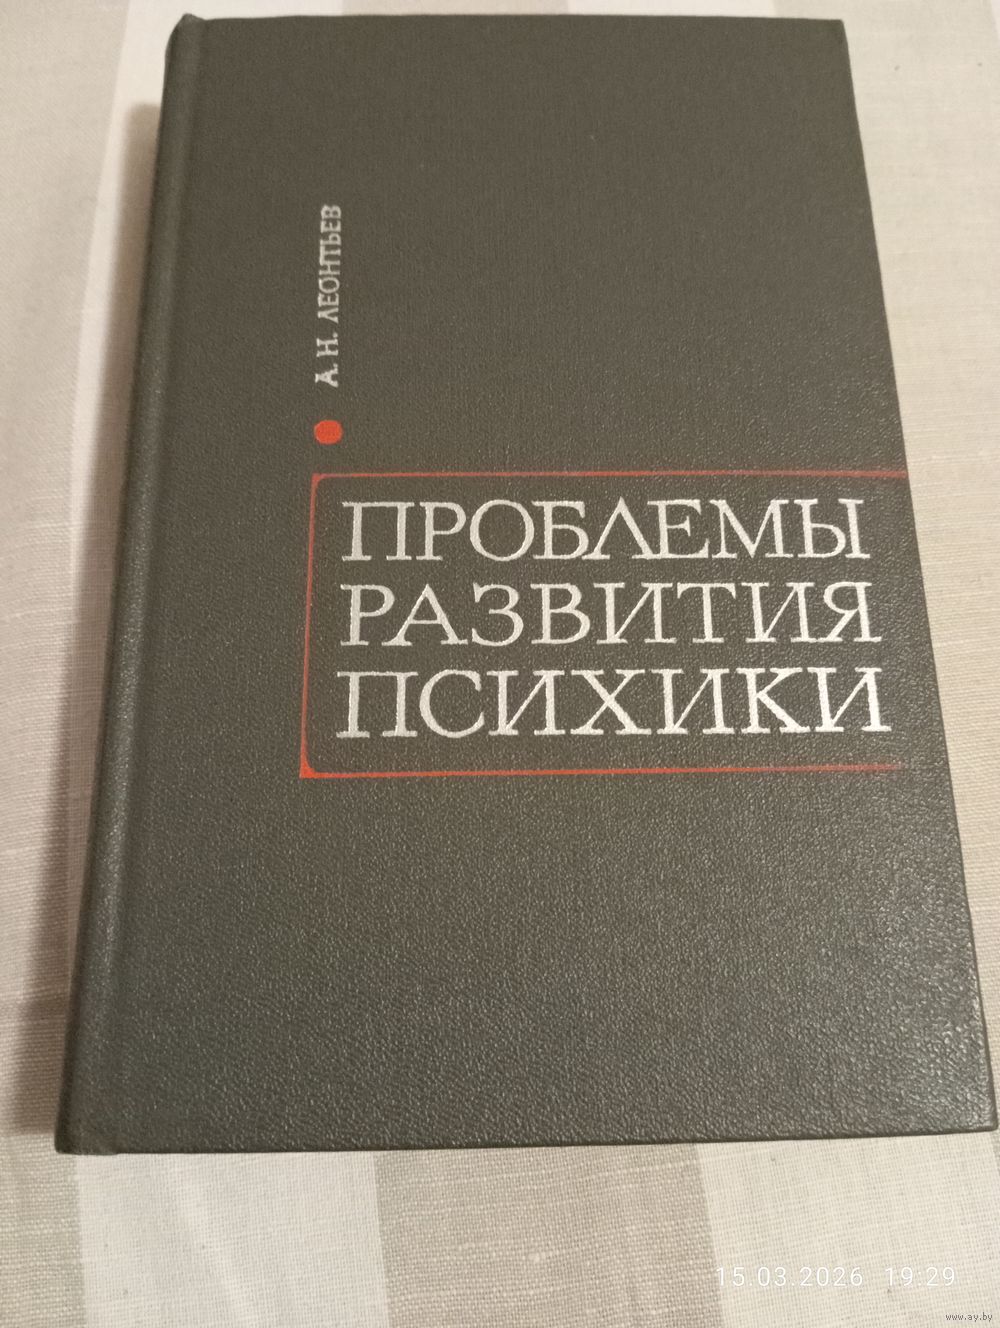 А. Н. ЛЕОНТЬЕВ
ПРОБЛЕМЫ
РАЗВИТИЯ
ПСИХИКИ
15.03.2026 19:29
www.ay.by